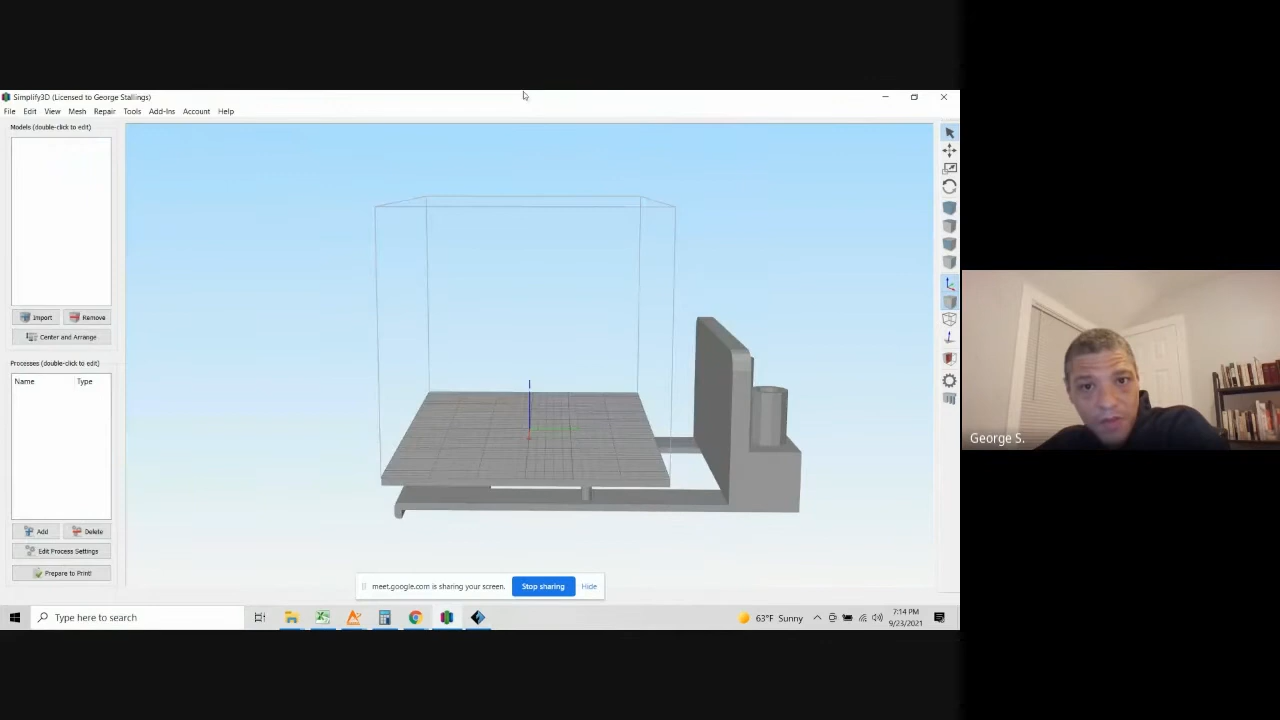 Simplify3D (Licensed to George Stallings)
File Edit View Mesh Repair Tools Add-Ins Account Help
Models (double-click to edit)
Import Remove
Center and Arrange
Processes (double-click to edit)
Name Type
Add Delete
Edit Process Settings
Prepare to Print!
meet.google.com is sharing your screen. Stop sharing Hide
Type here to search
63°F Sunny
7:14 PM
9/23/2021
George S.